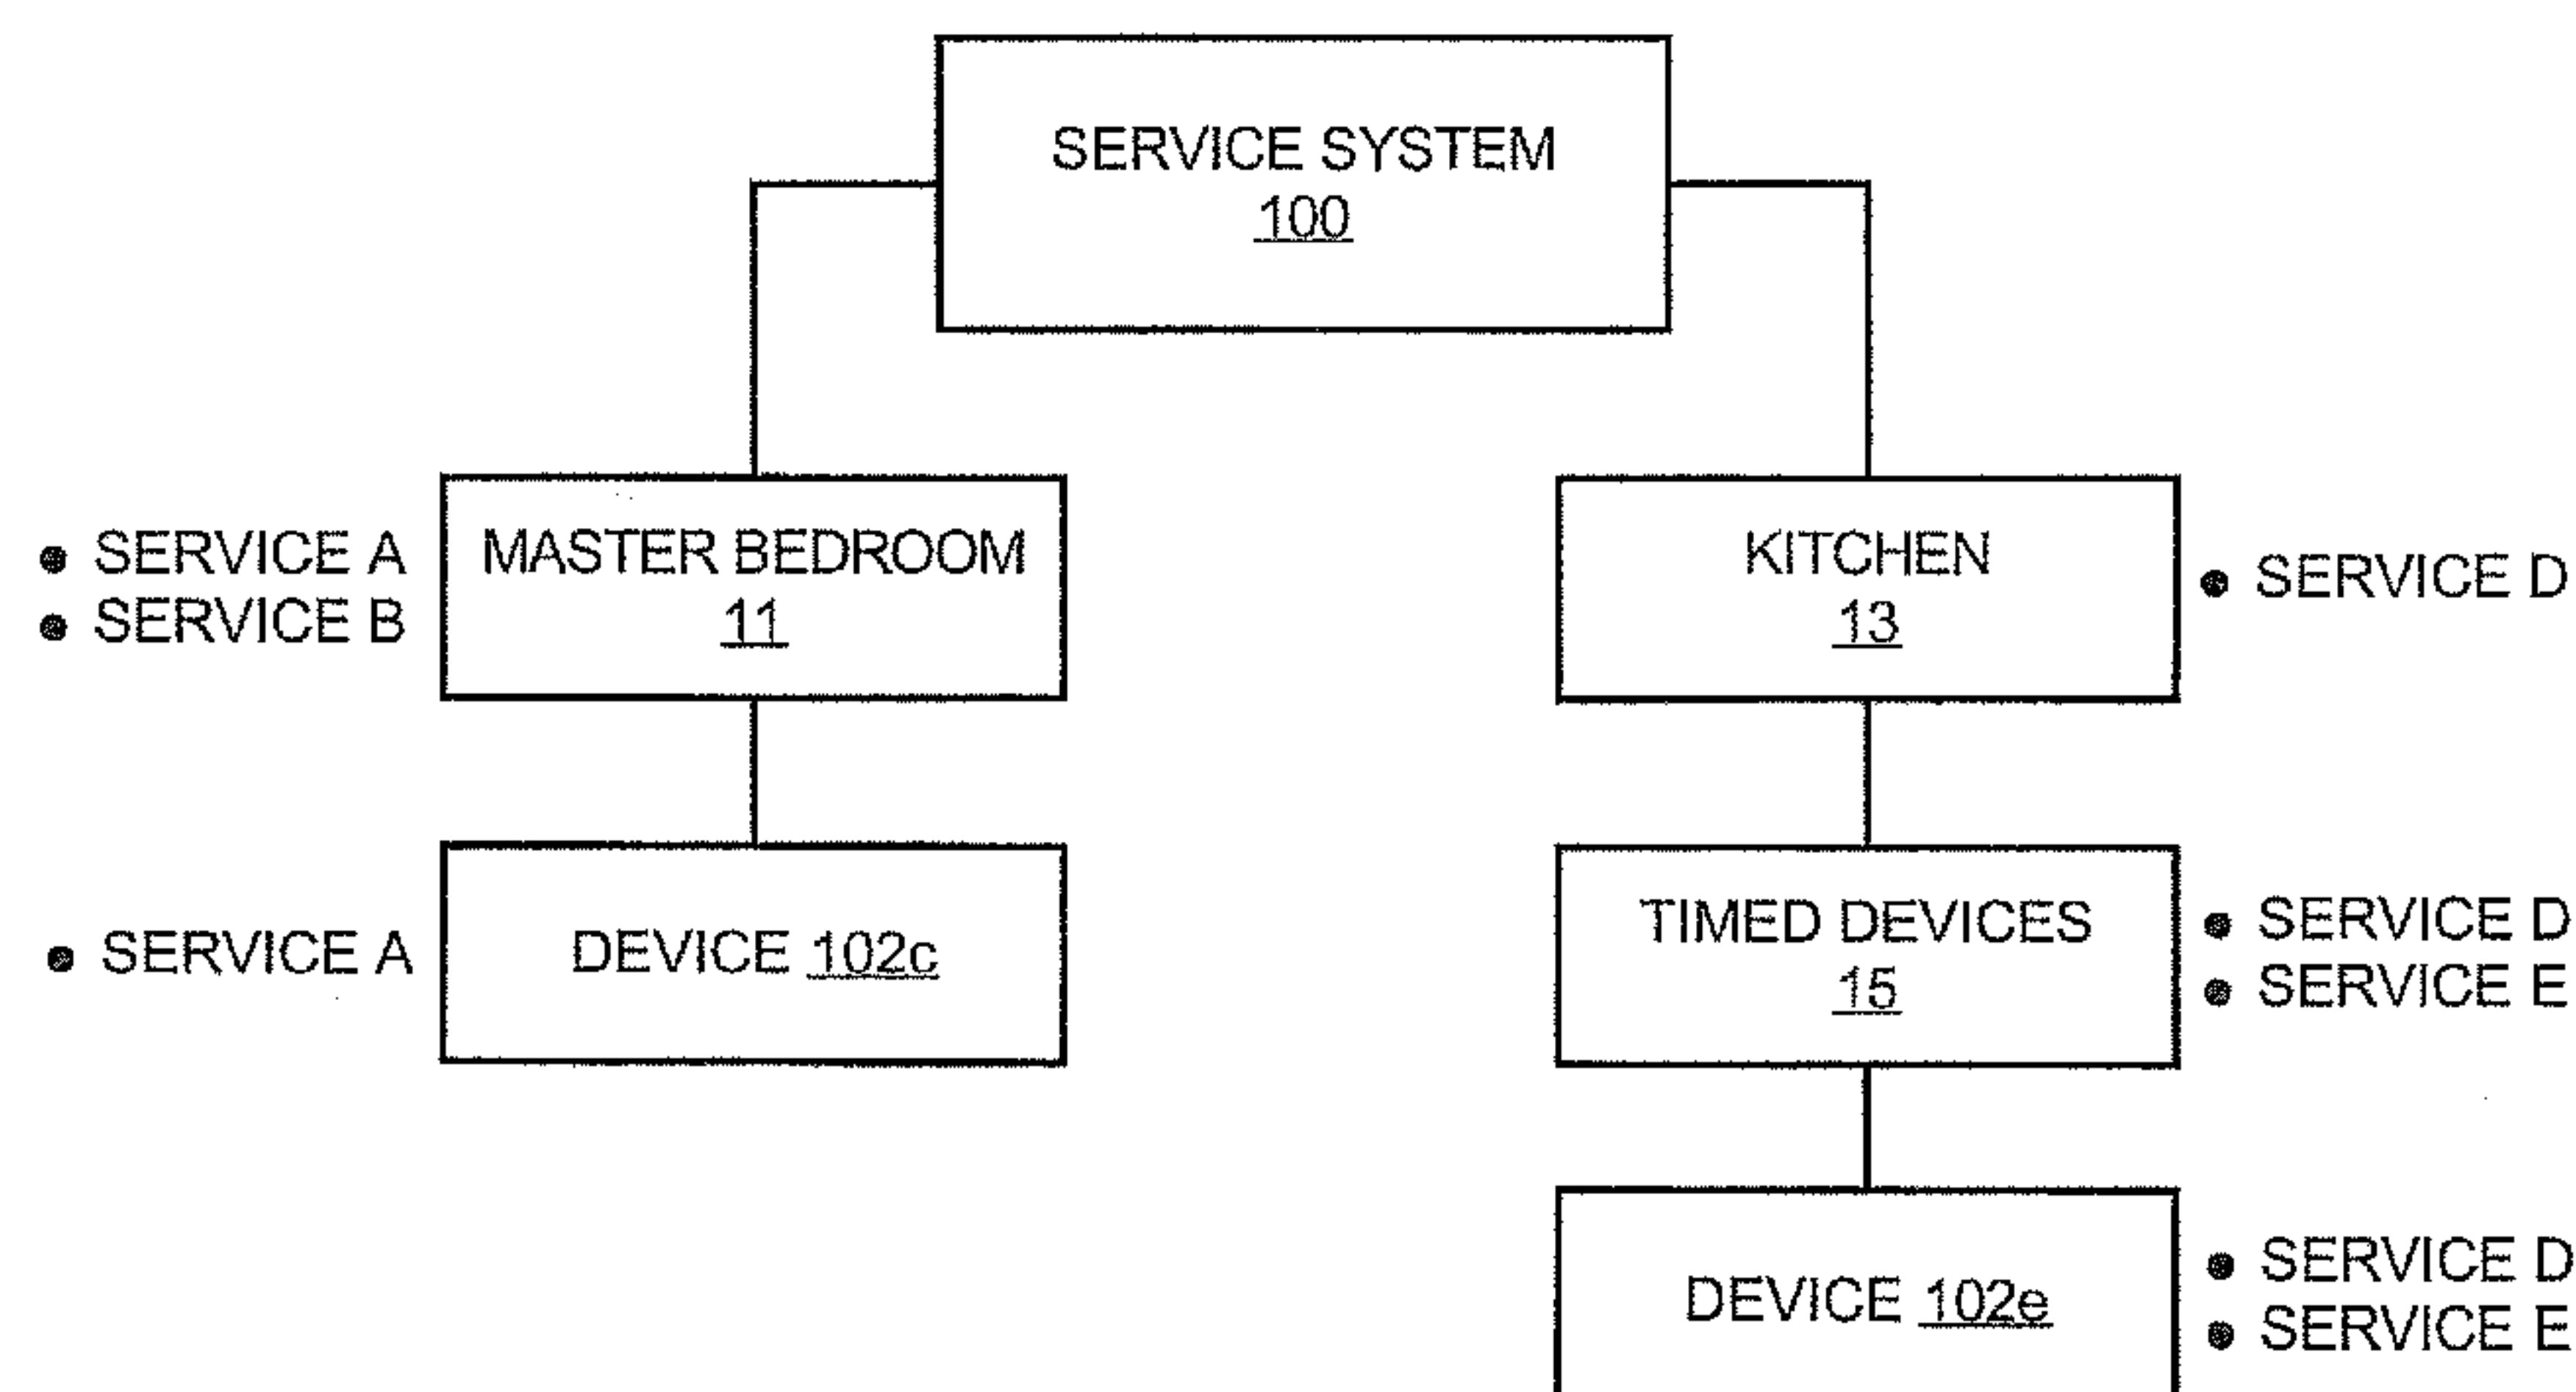 SERVICE SYSTEM
100
• SERVICE A
• SERVICE B
MASTER BEDROOM
11
KITCHEN
13
• SERVICE D
• SERVICE A
DEVICE 102c
TIMED DEVICES
15
• SERVICE D
• SERVICE E
DEVICE 102e
• SERVICE D
• SERVICE E